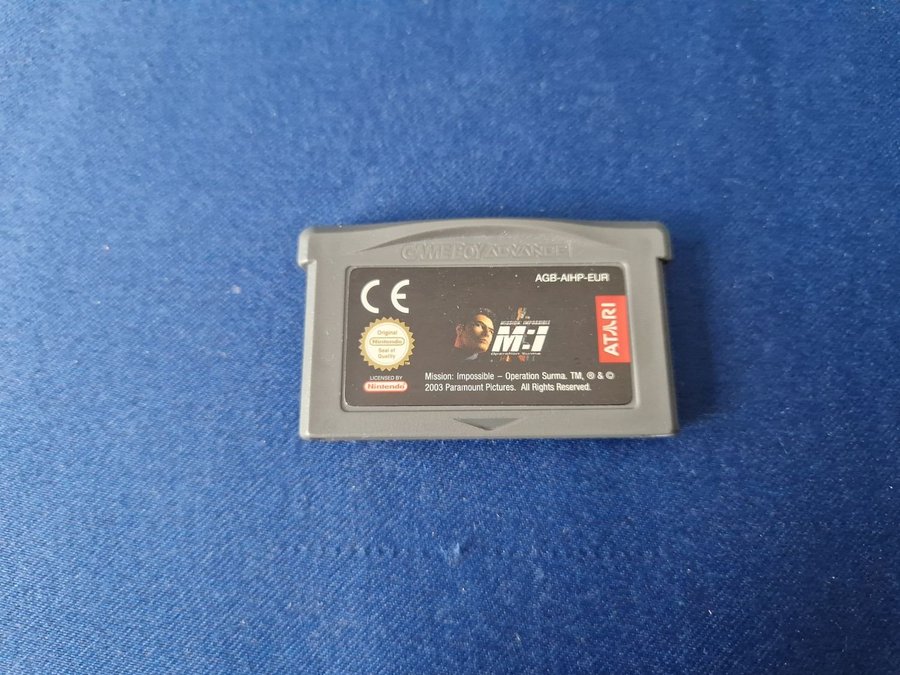 GAME BOY ADVANCE
AGB-AIHP-EUR
CE
Original
Nintendo
Seal of
Quality
TM
LICENSED BY
Nintendo
MISSION: IMPOSSIBLE
M:I
Operation Surma
ATARI
Mission: Impossible – Operation Surma. TM, ® & ©
2003 Paramount Pictures. All Rights Reserved.